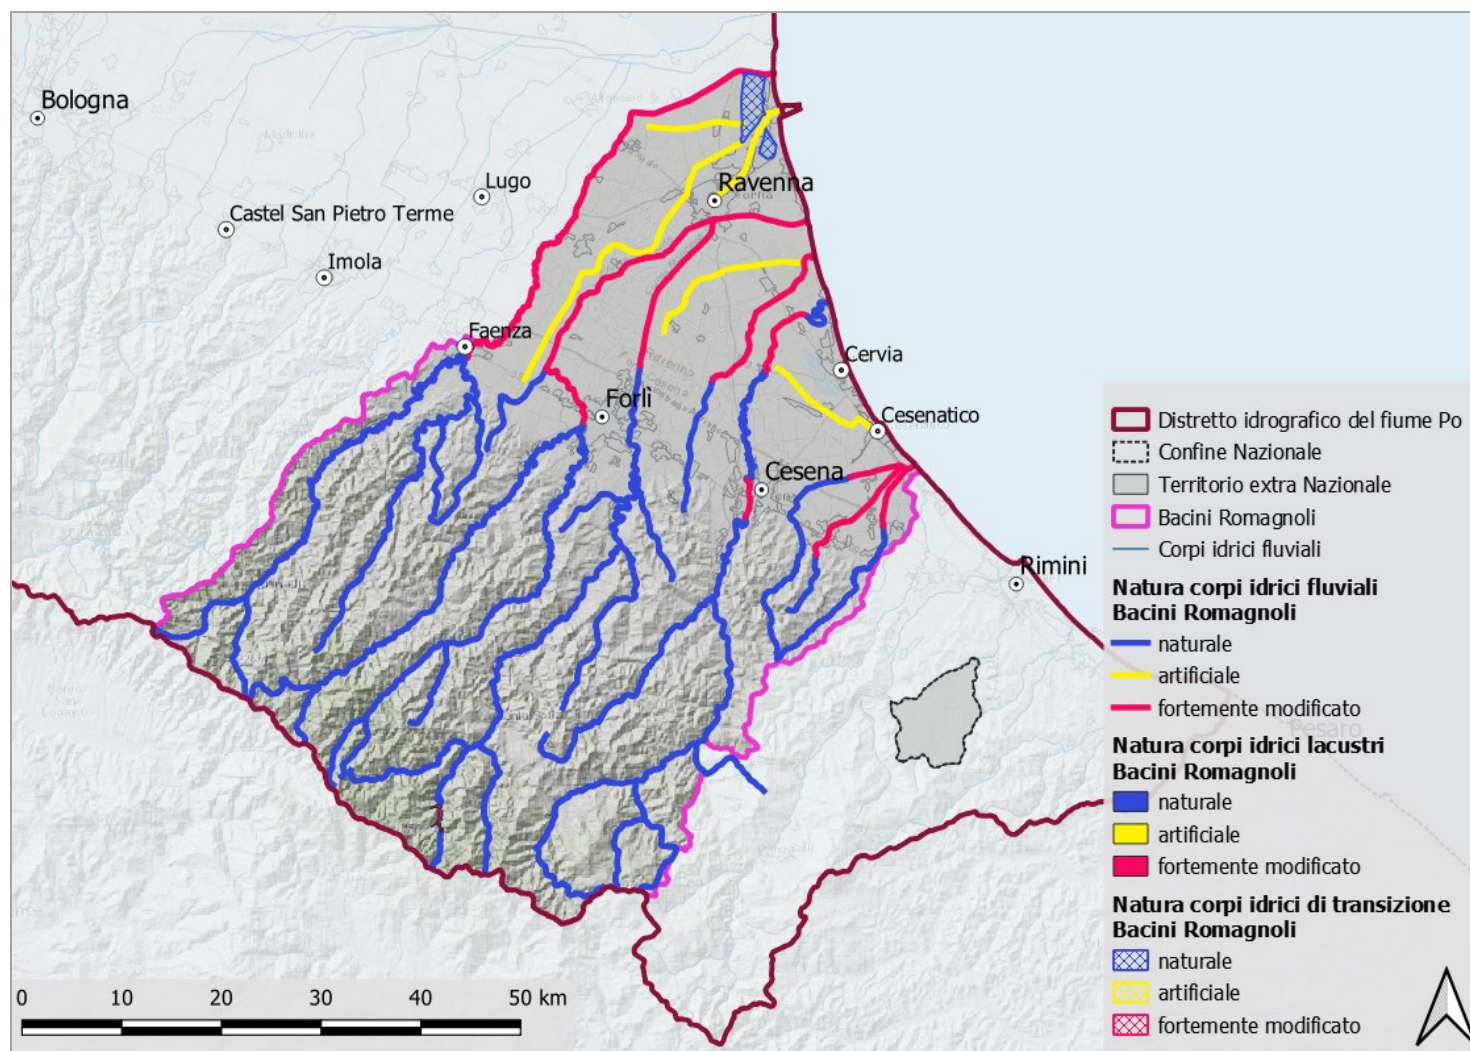 Bologna
Lugo
Ravenna
Castel San Pietro Terme
Imola
Faenza
Cervia
Forlì
Cesenatico
Cesena
Rimini
Pesaro
Distretto idrografico del fiume Po
Confine Nazionale
Territorio extra Nazionale
Bacini Romagnoli
Corpi idrici fluviali
Natura corpi idrici fluviali
Bacini Romagnoli
naturale
artificiale
fortemente modificato
Natura corpi idrici lacustri
Bacini Romagnoli
naturale
artificiale
fortemente modificato
Natura corpi idrici di transizione
Bacini Romagnoli
naturale
artificiale
fortemente modificato
0 10 20 30 40 50 km